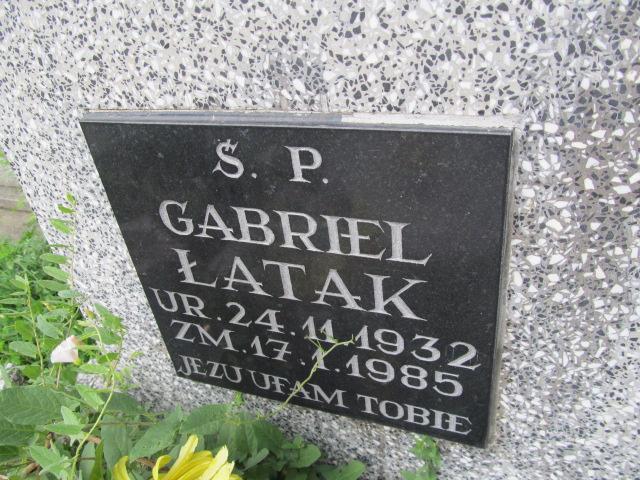 Ś. P.
GABRIEL
ŁATAK
UR. 24.11.1932
ZM. 17.1.1985
JEZU UFAM TOBIE